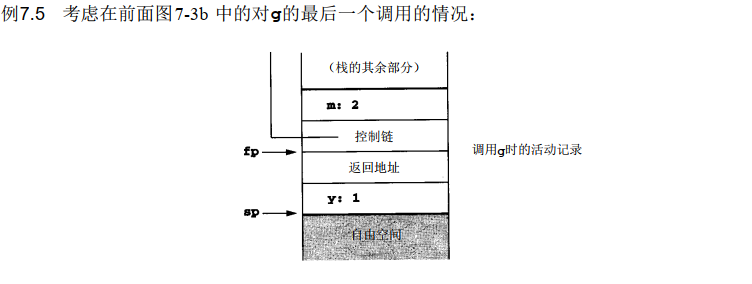 例7.5 考虑在前面图7-3b 中的对g的最后一个调用的情况：
（栈的其余部分）
m: 2
控制链
fp
调用g时的活动记录
返回地址
y: 1
sp
自由空间